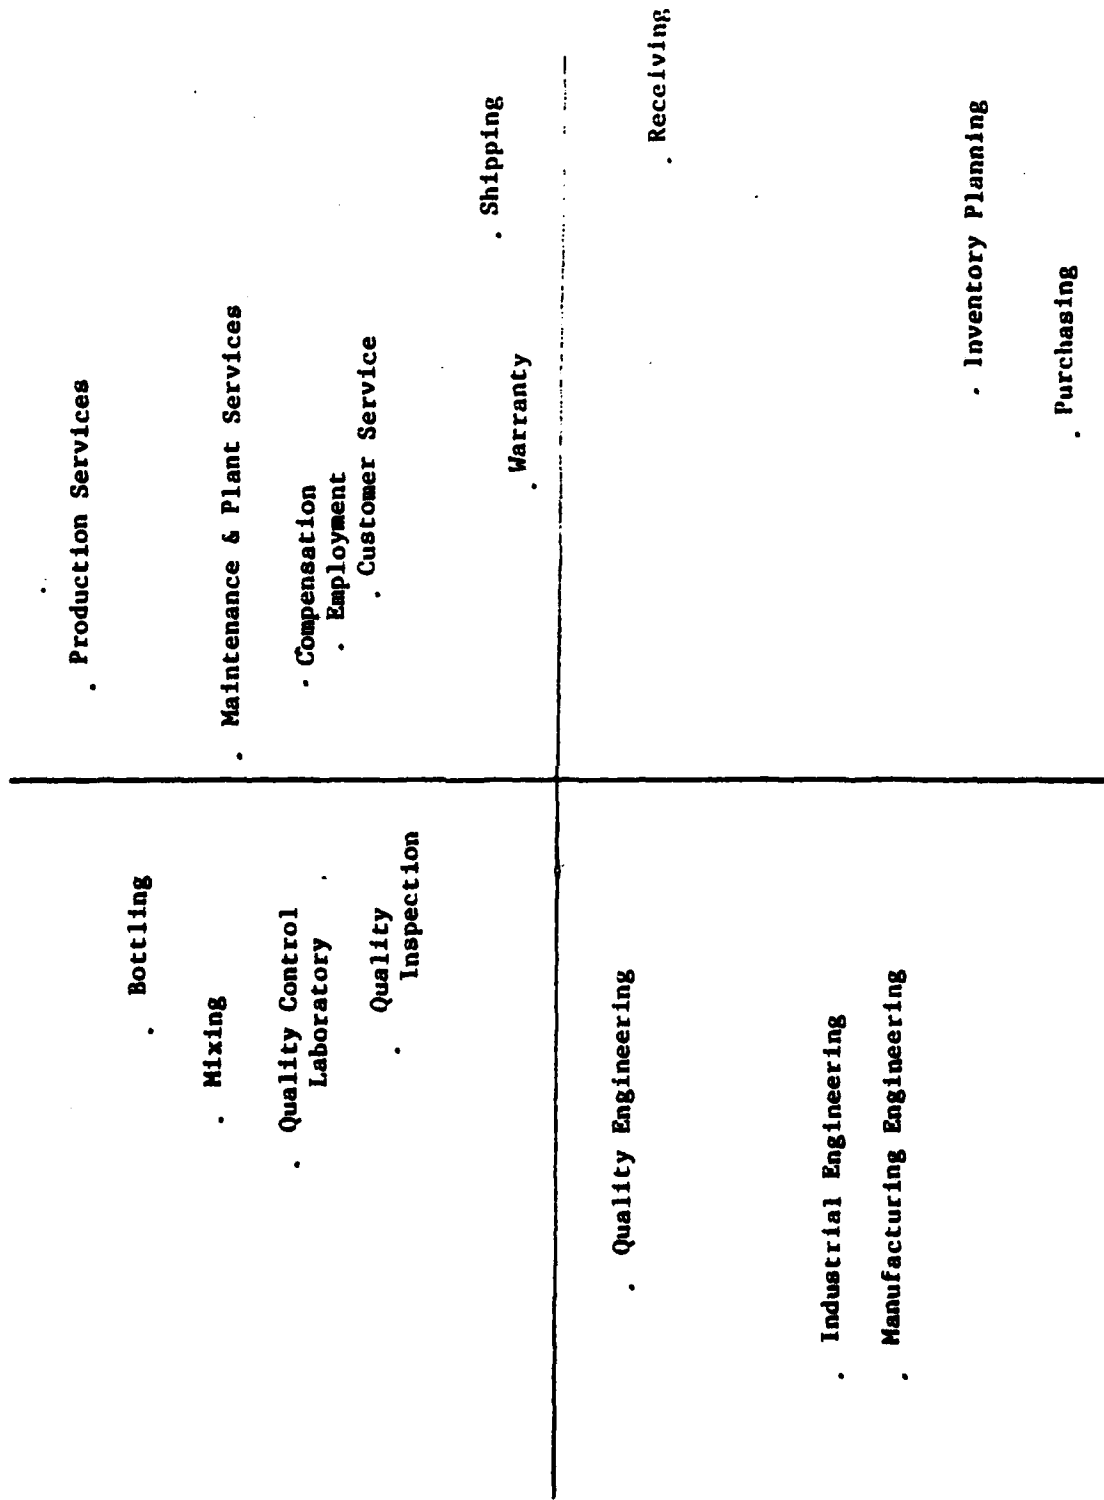 Production Services
Bottling
Mixing
Maintenance & Plant Services
Quality Control
Laboratory
Compensation
Employment
Customer Service
Quality
Inspection
Shipping
Warranty
Quality Engineering
Receiving
Industrial Engineering
Manufacturing Engineering
Inventory Planning
Purchasing